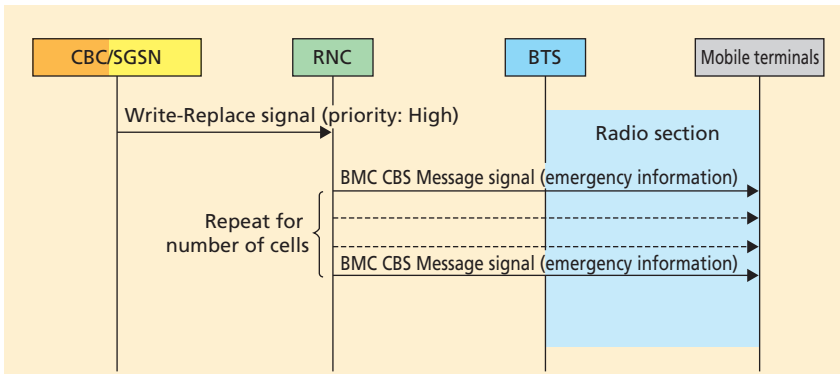 CBC/SGSN
RNC
BTS
Mobile terminals
Write-Replace signal (priority: High)
Radio section
BMC CBS Message signal (emergency information)
Repeat for
number of cells
BMC CBS Message signal (emergency information)